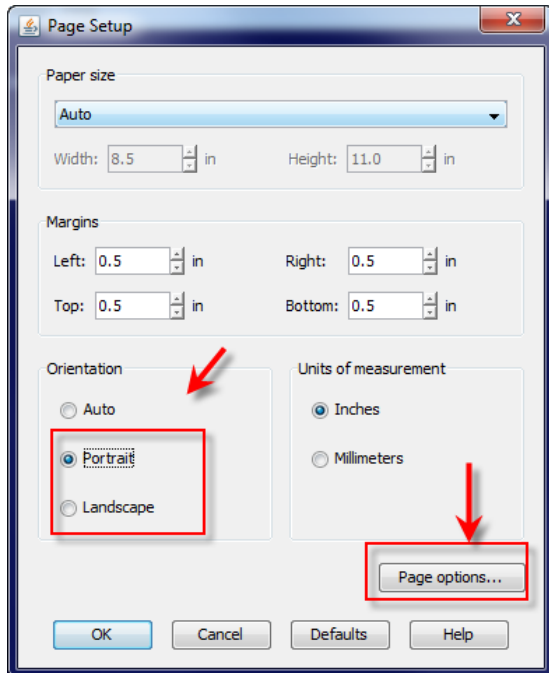 Page Setup
Paper size
Auto
Width: 8.5 in Height: 11.0 in
Margins
Left: 0.5 in Right: 0.5 in
Top: 0.5 in Bottom: 0.5 in
Orientation Units of measurement
Auto Inches
Portrait Millimeters
Landscape
Page options...
OK Cancel Defaults Help